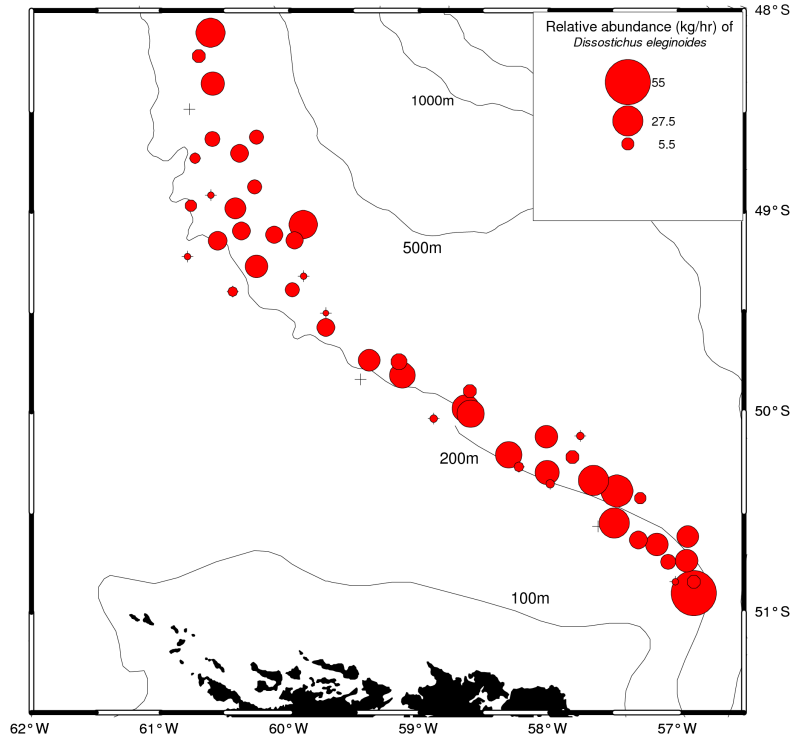 48° S
Relative abundance (kg/hr) of
Dissostichus eleginoides
55
1000m
27.5
5.5
49° S
500m
50° S
200m
100m
51° S
62° W 61° W 60° W 59° W 58° W 57° W